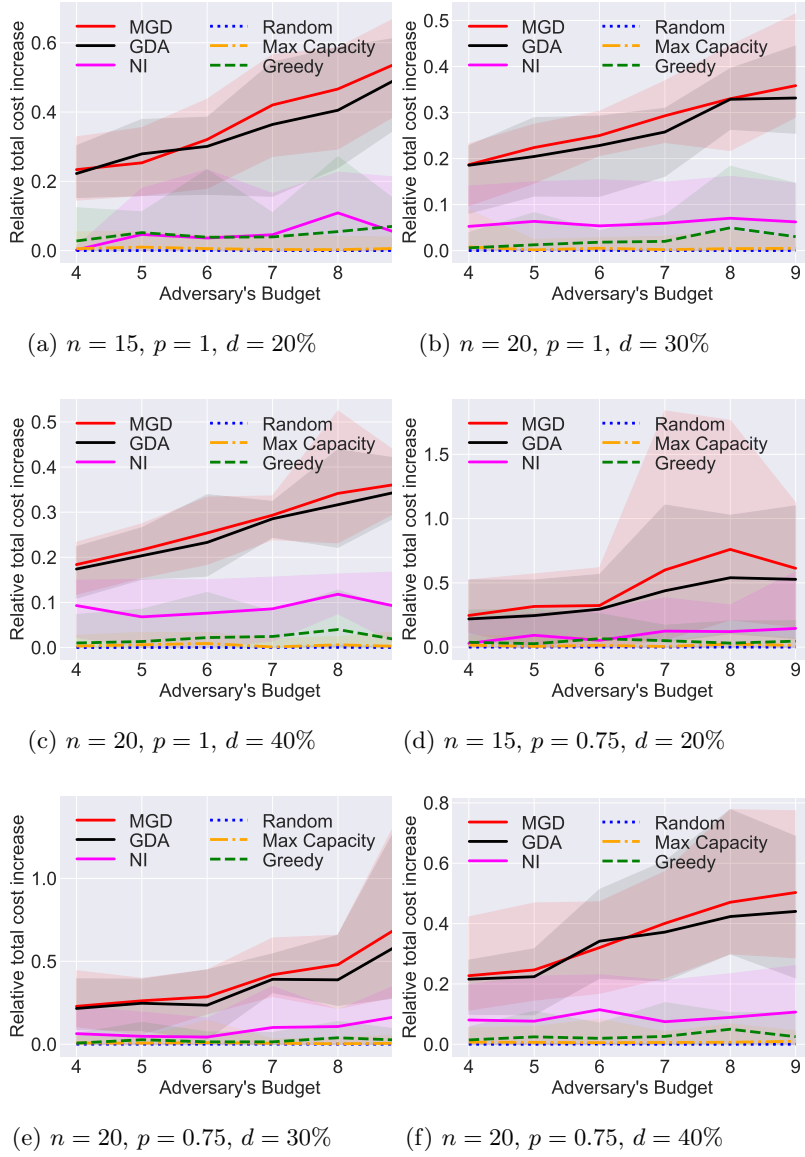 Relative total cost increase
0.6
0.4
0.2
0.0
MGD
GDA
NI
Random
Max Capacity
Greedy
4 5 6 7 8
Adversary's Budget
(a) n = 15, p = 1, d = 20%
Relative total cost increase
0.5
0.4
0.3
0.2
0.1
0.0
MGD
GDA
NI
Random
Max Capacity
Greedy
4 5 6 7 8 9
Adversary's Budget
(b) n = 20, p = 1, d = 30%
Relative total cost increase
0.5
0.4
0.3
0.2
0.1
0.0
MGD
GDA
NI
Random
Max Capacity
Greedy
4 5 6 7 8
Adversary's Budget
(c) n = 20, p = 1, d = 40%
Relative total cost increase
1.5
1.0
0.5
0.0
MGD
GDA
NI
Random
Max Capacity
Greedy
4 5 6 7 8 9
Adversary's Budget
(d) n = 15, p = 0.75, d = 20%
Relative total cost increase
1.0
0.5
0.0
MGD
GDA
NI
Random
Max Capacity
Greedy
4 5 6 7 8
Adversary's Budget
(e) n = 20, p = 0.75, d = 30%
Relative total cost increase
0.8
0.6
0.4
0.2
0.0
MGD
GDA
NI
Random
Max Capacity
Greedy
4 5 6 7 8 9
Adversary's Budget
(f) n = 20, p = 0.75, d = 40%